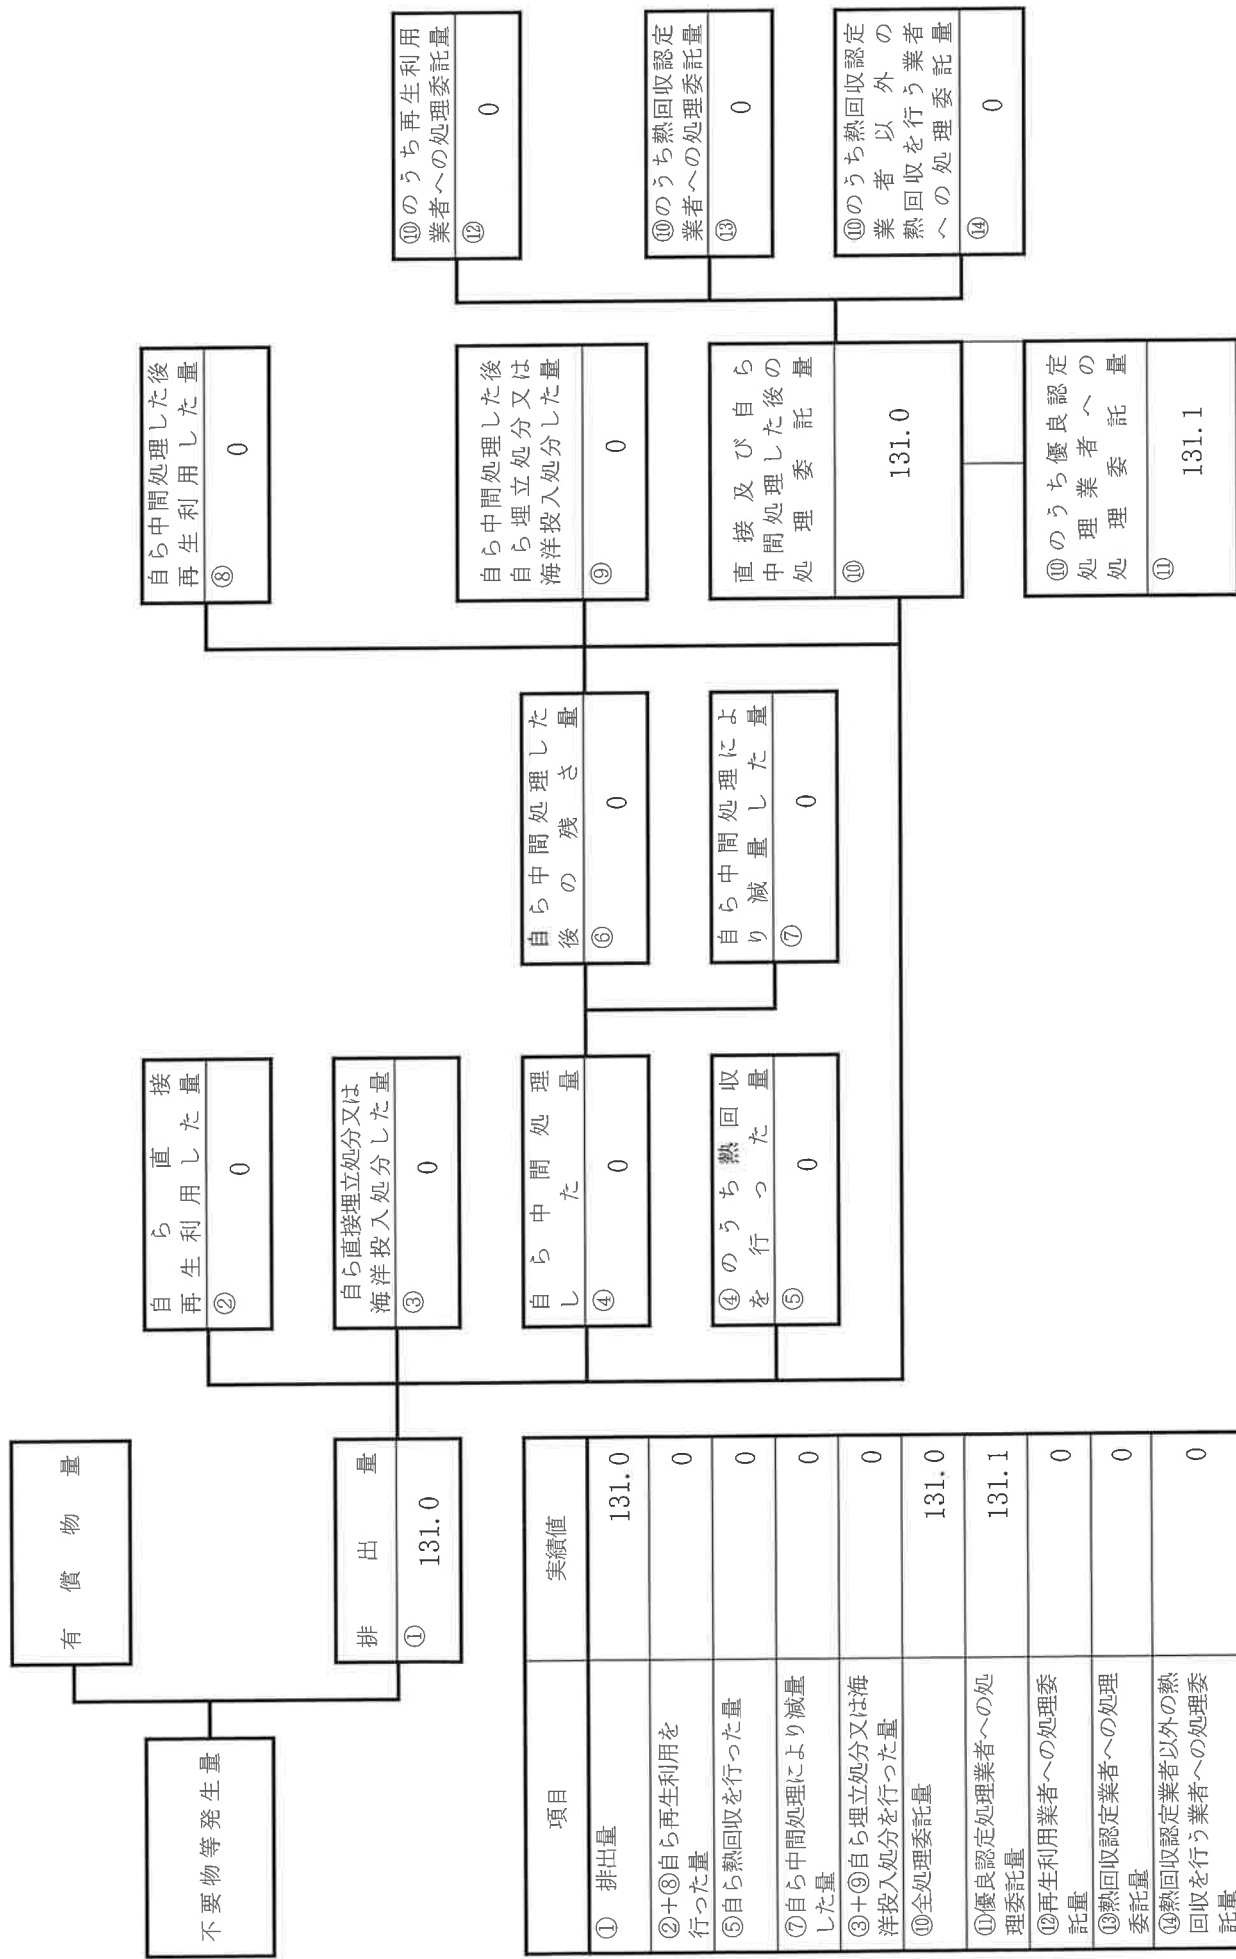 不要物等発生量
有償物量
排出量
①
131.0
自ら直接
再生利用した量
②
0
自ら直接埋立処分又は
海洋投入処分した量
③
0
自ら中間処理
した量
④
0
④のうち熱回収
を行った量
⑤
0
自ら中間処理した
後の残さ量
⑥
0
自ら中間処理によ
り減量した量
⑦
0
自ら中間処理した後
再生利用した量
⑧
0
自ら中間処理した後
自ら埋立処分又は
海洋投入処分した量
⑨
0
直接及び自ら
中間処理した後の
処理委託量
⑩
131.0
⑩のうち優良認定
処理業者への
処理委託量
⑪
131.1
⑩のうち再生利用
業者への処理委託量
⑫
0
⑩のうち熱回収認定
業者への処理委託量
⑬
0
⑩のうち熱回収認定
業者以外の
熱回収を行う業者
への処理委託量
⑭
0
項目 実績値
① 排出量 131.0
②+⑧自ら再生利用を
行った量 0
⑤自ら熱回収を行った量 0
⑦自ら中間処理により減量
した量 0
③+⑨自ら埋立処分又は海
洋投入処分を行った量 0
⑩全処理委託量 131.0
⑪優良認定処理業者への処
理委託量 131.1
⑫再生利用業者への処理委
託量 0
⑬熱回収認定業者への処理
委託量 0
⑭熱回収認定業者以外の熱
回収を行う業者への処理委
託量 0